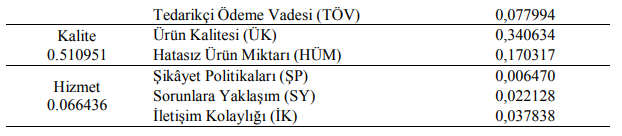 Tedarikçi Ödeme Vadesi (TÖV) 0,077994
Kalite Ürün Kalitesi (ÜK) 0,340634
0.510951 Hatasız Ürün Miktarı (HÜM) 0,170317
Şikâyet Politikaları (ŞP) 0,006470
Hizmet Sorunlara Yaklaşım (SY) 0,022128
0.066436 İletişim Kolaylığı (İK) 0,037838